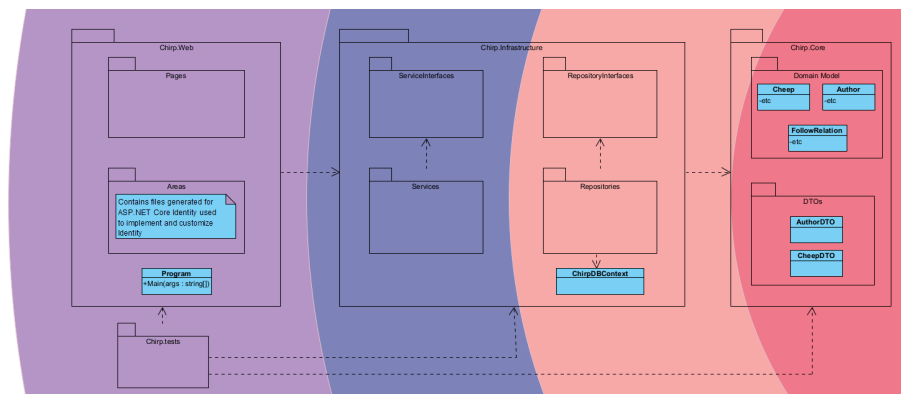 Chirp.Web
Pages
Areas
Contains files generated for
ASP.NET Core Identity used
to implement and customize
Identity
Program
+Main(args : string[])
Chirp.tests
Chirp.Infrastructure
ServiceInterfaces
Services
RepositoryInterfaces
Repositories
ChirpDBContext
Chirp.Core
Domain Model
Cheep
-etc
Author
-etc
FollowRelation
-etc
DTOs
AuthorDTO
CheepDTO